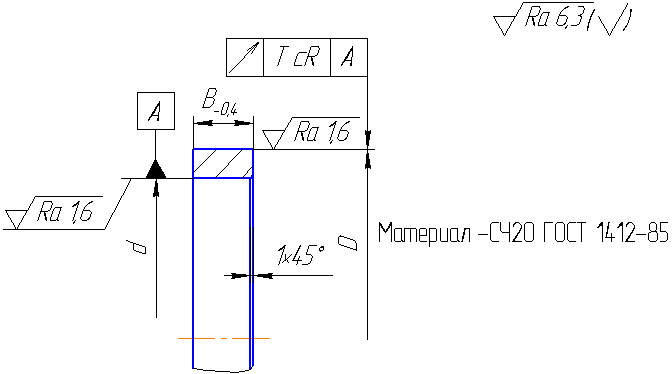 Ra 6,3 (√)
T cR A
A
B-0,4
Ra 1,6
Ra 1,6
d
1x45°
D
Материал -СЧ20 ГОСТ 1412-85